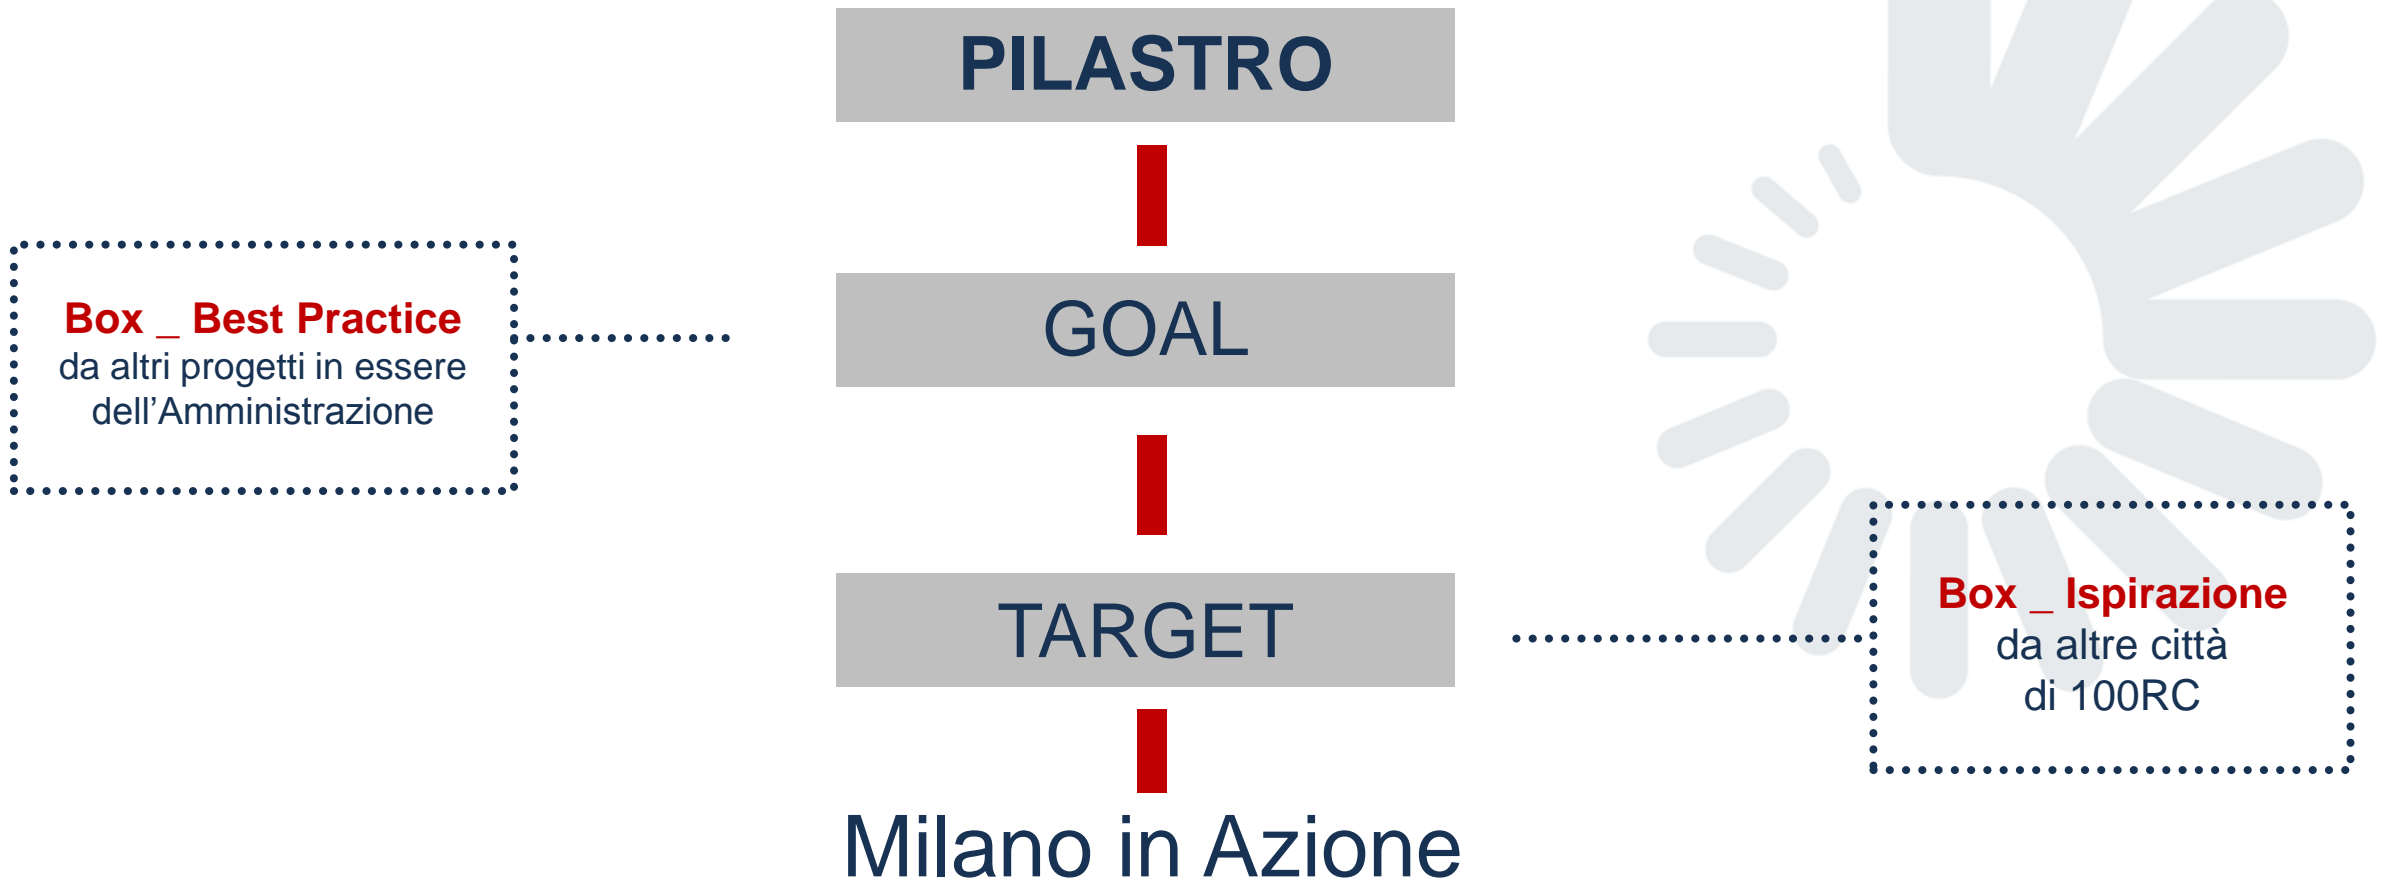 PILASTRO
GOAL
Box _ Best Practice
da altri progetti in essere
dell’Amministrazione
TARGET
Box _ Ispirazione
da altre città
di 100RC
Milano in Azione